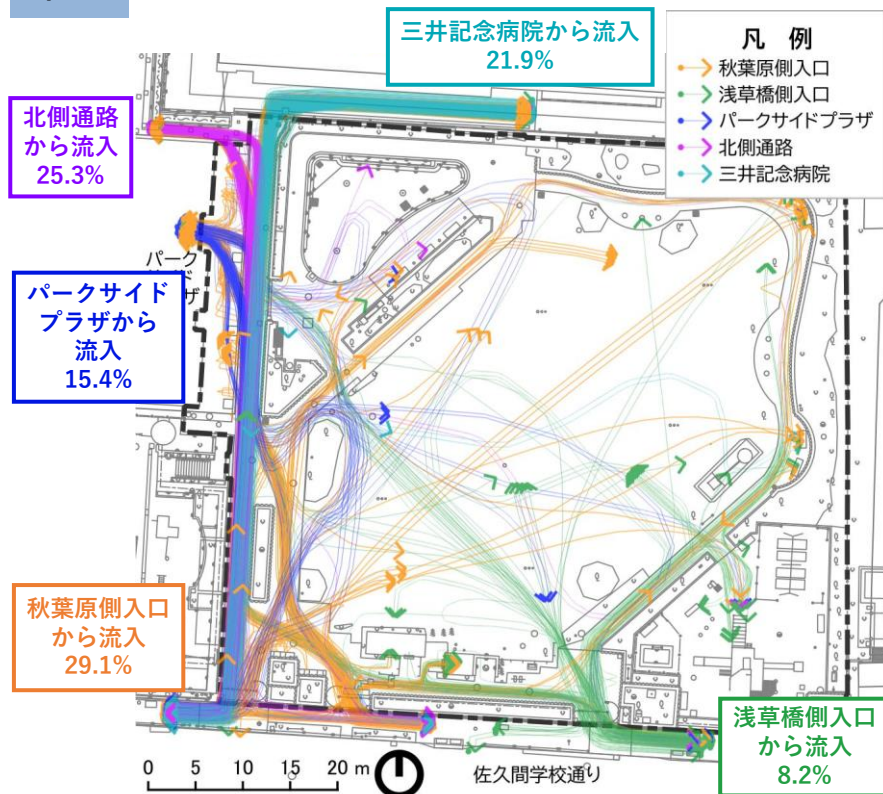 三井記念病院から流入
21.9%
凡 例
秋葉原側入口
浅草橋側入口
パークサイドプラザ
北側通路
三井記念病院
北側通路
から流入
25.3%
パーク
パークサイド
プラザから
流入
15.4%
秋葉原側入口
から流入
29.1%
浅草橋側入口
から流入
8.2%
0 5 10 15 20 m
佐久間学校通り